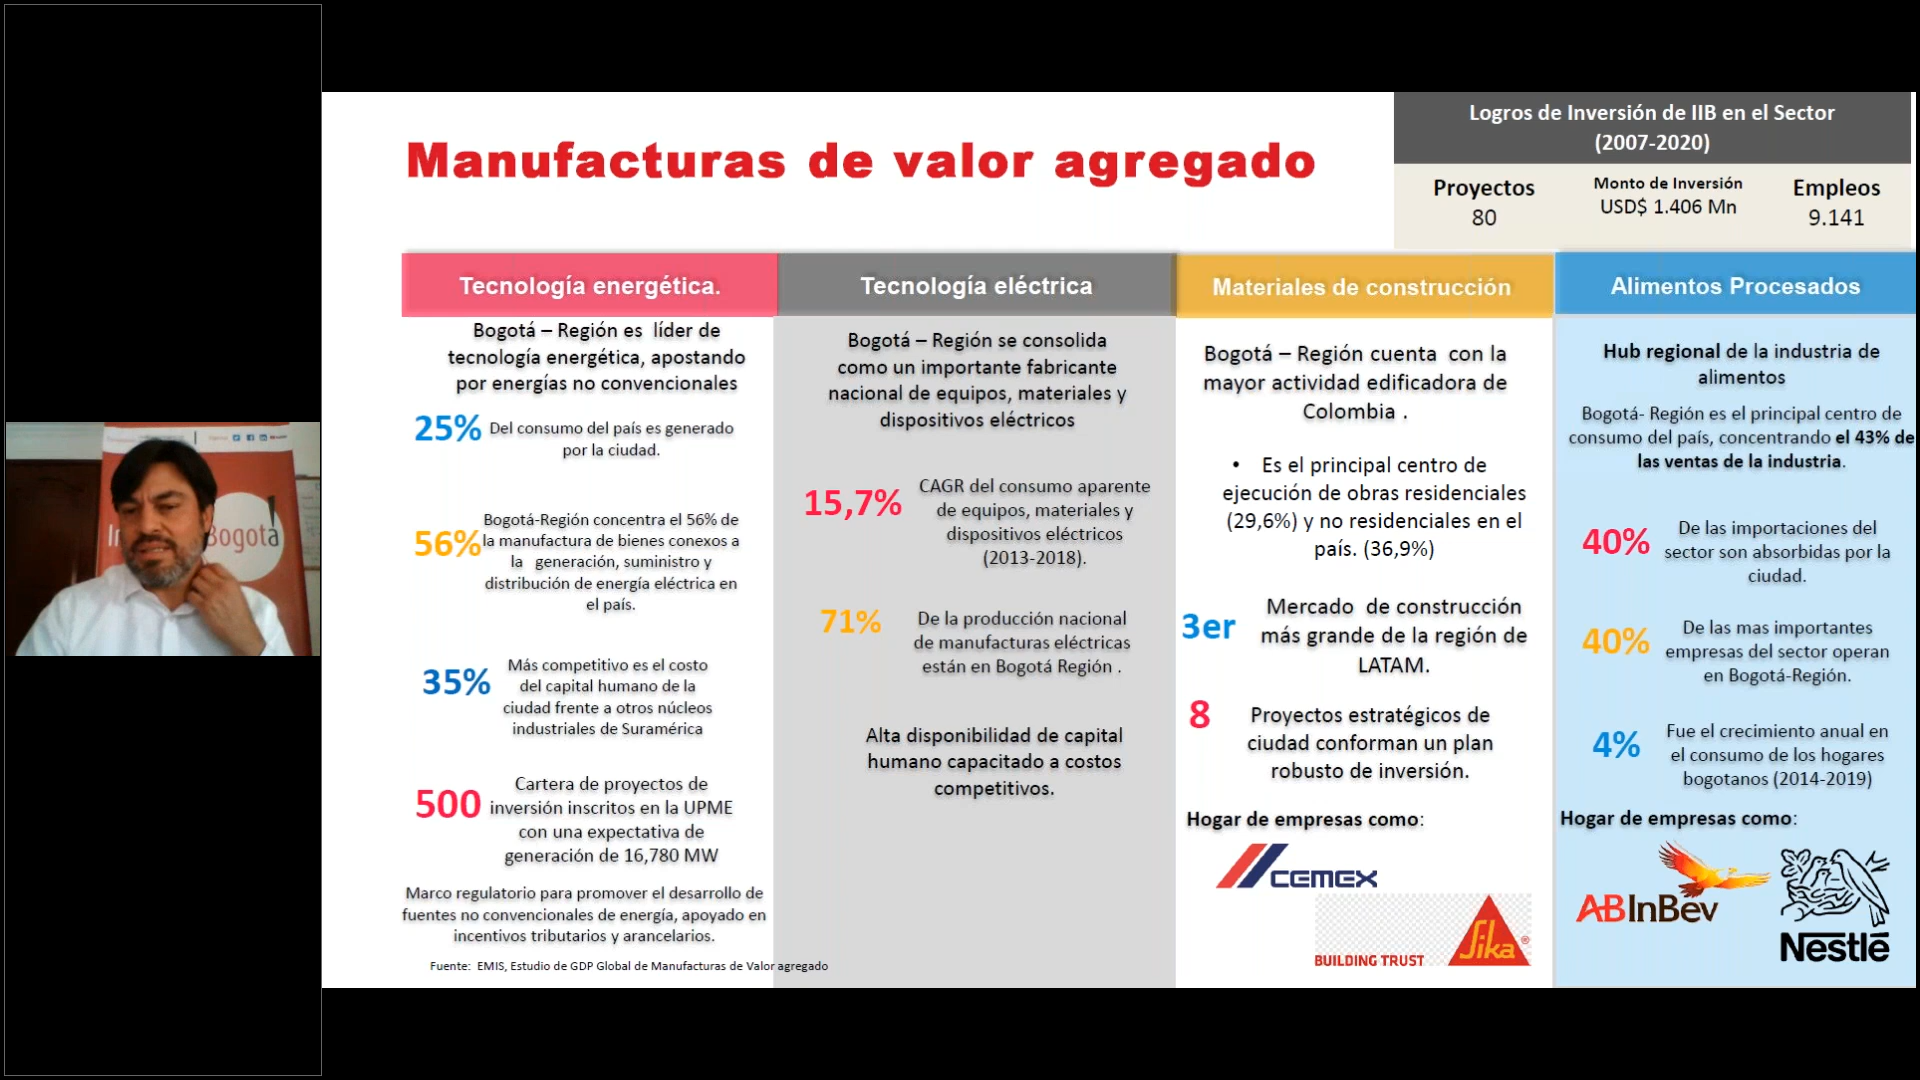 In
Bogotá
Manufacturas de valor agregado
Logros de Inversión de IIB en el Sector
(2007-2020)
Proyectos
80
Monto de Inversión
USD$ 1.406 Mn
Empleos
9.141
Tecnología energética.
Bogotá – Región es líder de
tecnología energética, apostando
por energías no convencionales
25% Del consumo del país es generado
por la ciudad.
56%
Bogotá-Región concentra el 56% de
la manufactura de bienes conexos a
la generación, suministro y
distribución de energía eléctrica en
el país.
35%
Más competitivo es el costo
del capital humano de la
ciudad frente a otros núcleos
industriales de Suramérica
500
Cartera de proyectos de
inversión inscritos en la UPME
con una expectativa de
generación de 16,780 MW
Marco regulatorio para promover el desarrollo de
fuentes no convencionales de energía, apoyado en
incentivos tributarios y arancelarios.
Fuente: EMIS, Estudio de GDP Global de Manufacturas de Valor agregado
Tecnología eléctrica
Bogotá – Región se consolida
como un importante fabricante
nacional de equipos, materiales y
dispositivos eléctricos
15,7%
CAGR del consumo aparente
de equipos, materiales y
dispositivos eléctricos
(2013-2018).
71%
De la producción nacional
de manufacturas eléctricas
están en Bogotá Región .
Alta disponibilidad de capital
humano capacitado a costos
competitivos.
Materiales de construcción
Bogotá – Región cuenta con la
mayor actividad edificadora de
Colombia .
• Es el principal centro de
ejecución de obras residenciales
(29,6%) y no residenciales en el
país. (36,9%)
3er
Mercado de construcción
más grande de la región de
LATAM.
8
Proyectos estratégicos de
ciudad conforman un plan
robusto de inversión.
Hogar de empresas como:
CEMEX
BUILDING TRUST
Sika®
Alimentos Procesados
Hub regional de la industria de
alimentos
Bogotá- Región es el principal centro de
consumo del país, concentrando el 43% de
las ventas de la industria.
40%
De las importaciones del
sector son absorbidas por la
ciudad.
40%
De las mas importantes
empresas del sector operan
en Bogotá-Región.
4%
Fue el crecimiento anual en
el consumo de los hogares
bogotanos (2014-2019)
Hogar de empresas como:
ABInBev
Nestlé